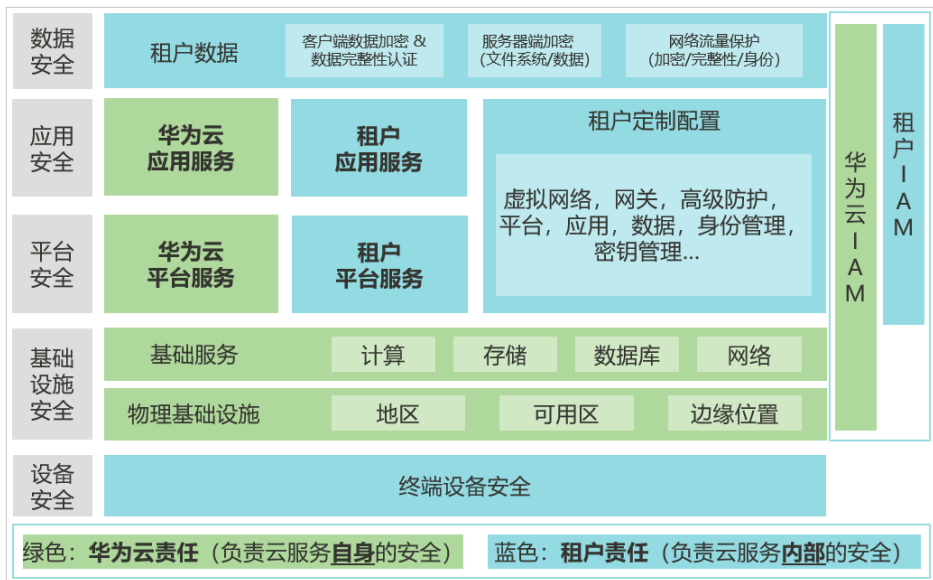 数据
安全
租户数据
客户端数据加密 &
数据完整性认证
服务器端加密
(文件系统/数据)
网络流量保护
(加密/完整性/身份)
应用
安全
华为云
应用服务
租户
应用服务
租户定制配置
虚拟网络，网关，高级防护，
平台，应用，数据，身份管理，
密钥管理...
平台
安全
华为云
平台服务
租户
平台服务
基础
设施
安全
基础服务
计算
存储
数据库
网络
物理基础设施
地区
可用区
边缘位置
设备
安全
终端设备安全
华为云IAM
租户IAM
绿色：华为云责任（负责云服务自身的安全）
蓝色：租户责任（负责云服务内部的安全）